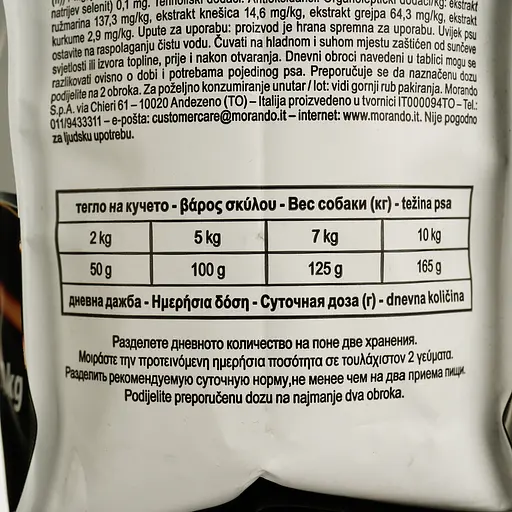 natrijev selenit) 0,1 mg.
ružmarina 137,3 mg/kg, ekstrakt knešica 14,6 mg/kg, ekstrakt grejpa 64,3 mg/kg, ekstrakt
kurkume 2,9 mg/kg. Upute za uporabu: proizvod je hrana spremna za uporabu. Uvijek psu
ostavite na raspolaganju čistu vodu. Čuvati na hladnom i suhom mjestu zaštićen od sunčeve
svjetlosti ili izvora topline, prije i nakon otvaranja. Dnevni obroci navedeni u tablici mogu se
razlikovati ovisno o dobi i potrebama pojedinog psa. Preporučuje se da naznačenu dozu
podijelite na 2 obroka. Za poželjno konzumiranje unutar / lot: vidi gornji rub pakiranja. Morando
S.p.A. via Chieri 61 – 10020 Andezeno (TO) – Italija proizvedeno u tvornici IT000094TO – Tel.:
011/9433311 – e-pošta: customercare@morando.it – internet: www.morando.it. Nije pogodno
za ljudsku uporabu.
тегло на кучето - βάρος σκύλου - Вес собаки (кг) - težina psa
2 kg 5 kg 7 kg 10 kg
50 g 100 g 125 g 165 g
дневна дажба - Ημερήσια δόση - Суточная доза (г) - dnevna količina
Разделете дневното количество на поне две хранения.
Μοιράστε την προτεινόμενη ημερήσια ποσότητα σε τουλάχιστον 2 γεύματα.
Разделить рекомендуемую суточную норму,не менее чем на два приема пищи.
Podijelite preporučenu dozu na najmanje dva obroka.